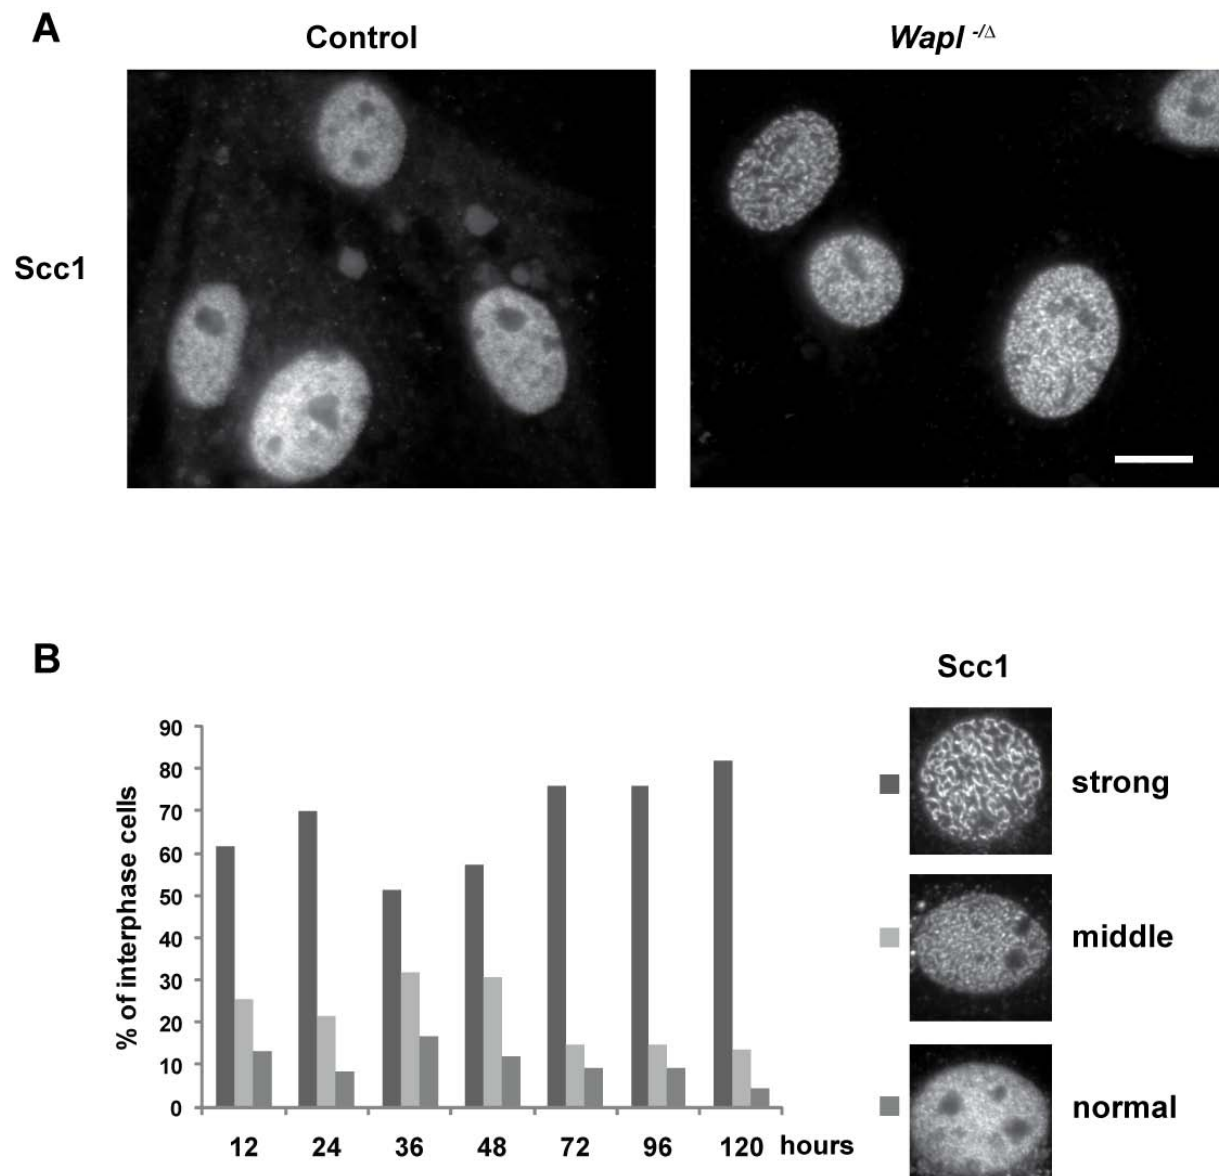 A
Control
Wapl -/Δ
Scc1
B
Scc1
90
80
70
60
50
40
30
20
10
0
% of interphase cells
12 24 36 48 72 96 120 hours
strong
middle
normal